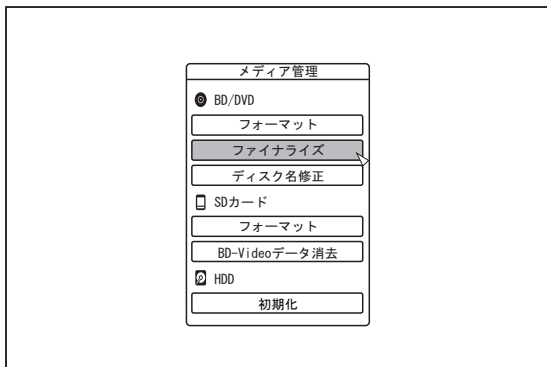 メディア管理
BD/DVD
フォーマット
ファイナライズ
ディスク名修正
SDカード
フォーマット
BD-Videoデータ消去
HDD
初期化